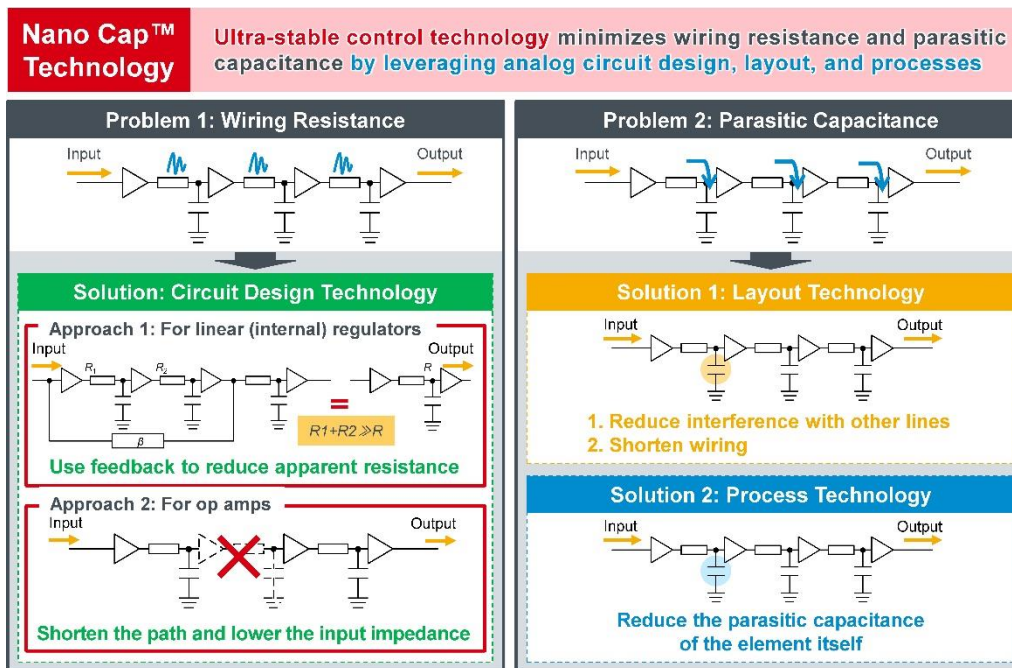 Nano Cap™
Technology
Ultra-stable control technology minimizes wiring resistance and parasitic
capacitance by leveraging analog circuit design, layout, and processes
Problem 1: Wiring Resistance
Input
Output
Solution: Circuit Design Technology
Approach 1: For linear (internal) regulators
Input
Output
R1
R2
R
=
R1+R2≫R
β
Use feedback to reduce apparent resistance
Approach 2: For op amps
Input
Output
Shorten the path and lower the input impedance
Problem 2: Parasitic Capacitance
Input
Output
Solution 1: Layout Technology
Input
Output
1. Reduce interference with other lines
2. Shorten wiring
Solution 2: Process Technology
Input
Output
Reduce the parasitic capacitance
of the element itself